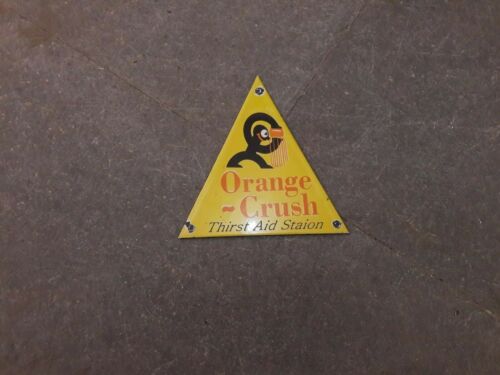 Orange
~Crush
Thirst Aid Staion